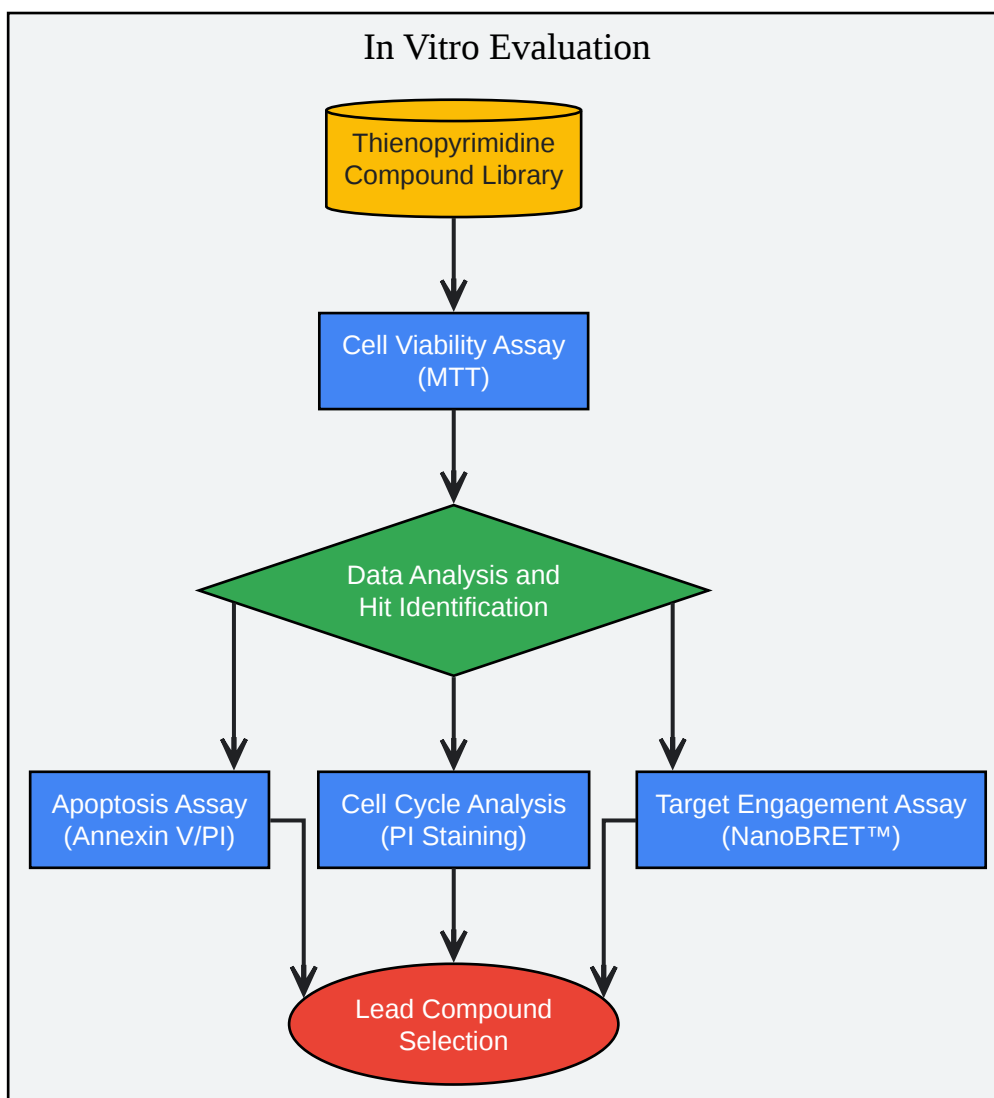 In Vitro Evaluation
Thienopyrimidine
Compound Library
Cell Viability Assay
(MTT)
Data Analysis and
Hit Identification
Apoptosis Assay
(Annexin V/PI)
Cell Cycle Analysis
(PI Staining)
Target Engagement Assay
(NanoBRET™)
Lead Compound
Selection